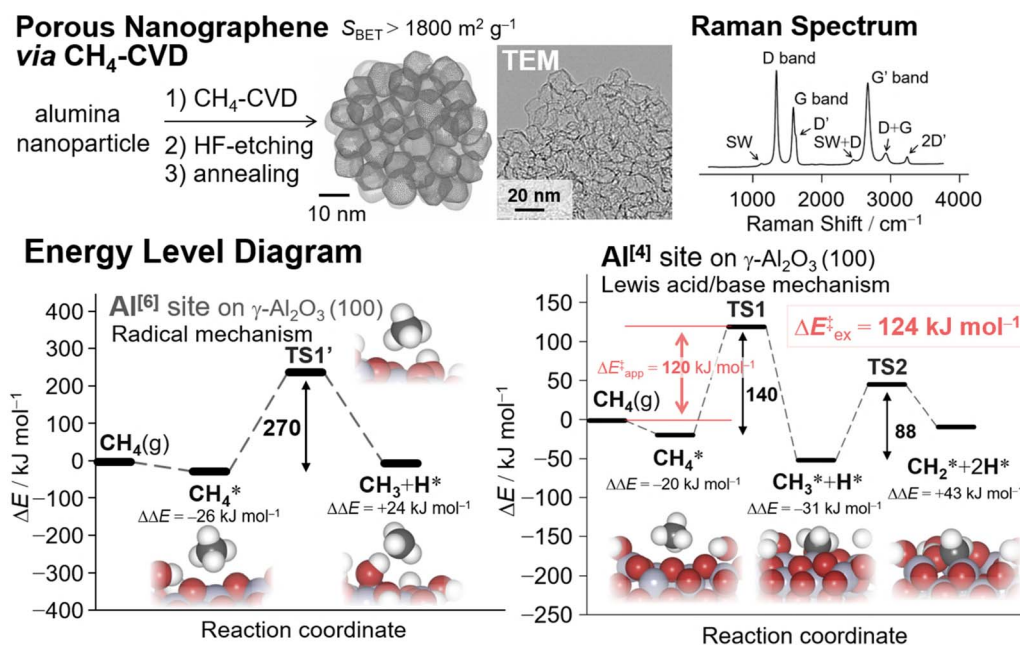 Porous Nanographene
via CH₄-CVD
S_BET > 1800 m² g⁻¹
alumina
nanoparticle
1) CH₄-CVD
2) HF-etching
3) annealing
10 nm
TEM
20 nm
Raman Spectrum
D band
G' band
G band
D'
SW
SW+D
D+G
2D'
1000
2000
3000
4000
Raman Shift / cm⁻¹
Energy Level Diagram
Al[6] site on γ-Al₂O₃ (100)
Radical mechanism
400
300
200
100
0
−100
−200
−300
−400
ΔE / kJ mol⁻¹
CH₄(g)
CH₄*
ΔΔE = −26 kJ mol⁻¹
TS1’
270
CH₃+H*
ΔΔE = +24 kJ mol⁻¹
Reaction coordinate
Al[4] site on γ-Al₂O₃ (100)
Lewis acid/base mechanism
150
100
50
0
−50
−100
−150
−200
−250
ΔE / kJ mol⁻¹
TS1
ΔE‡ex = 124 kJ mol⁻¹
ΔE‡app = 120 kJ mol⁻¹
CH₄(g)
140
TS2
88
CH₄*
ΔΔE = −20 kJ mol⁻¹
CH₃*+H*
ΔΔE = −31 kJ mol⁻¹
CH₂*+2H*
ΔΔE = +43 kJ mol⁻¹
Reaction coordinate